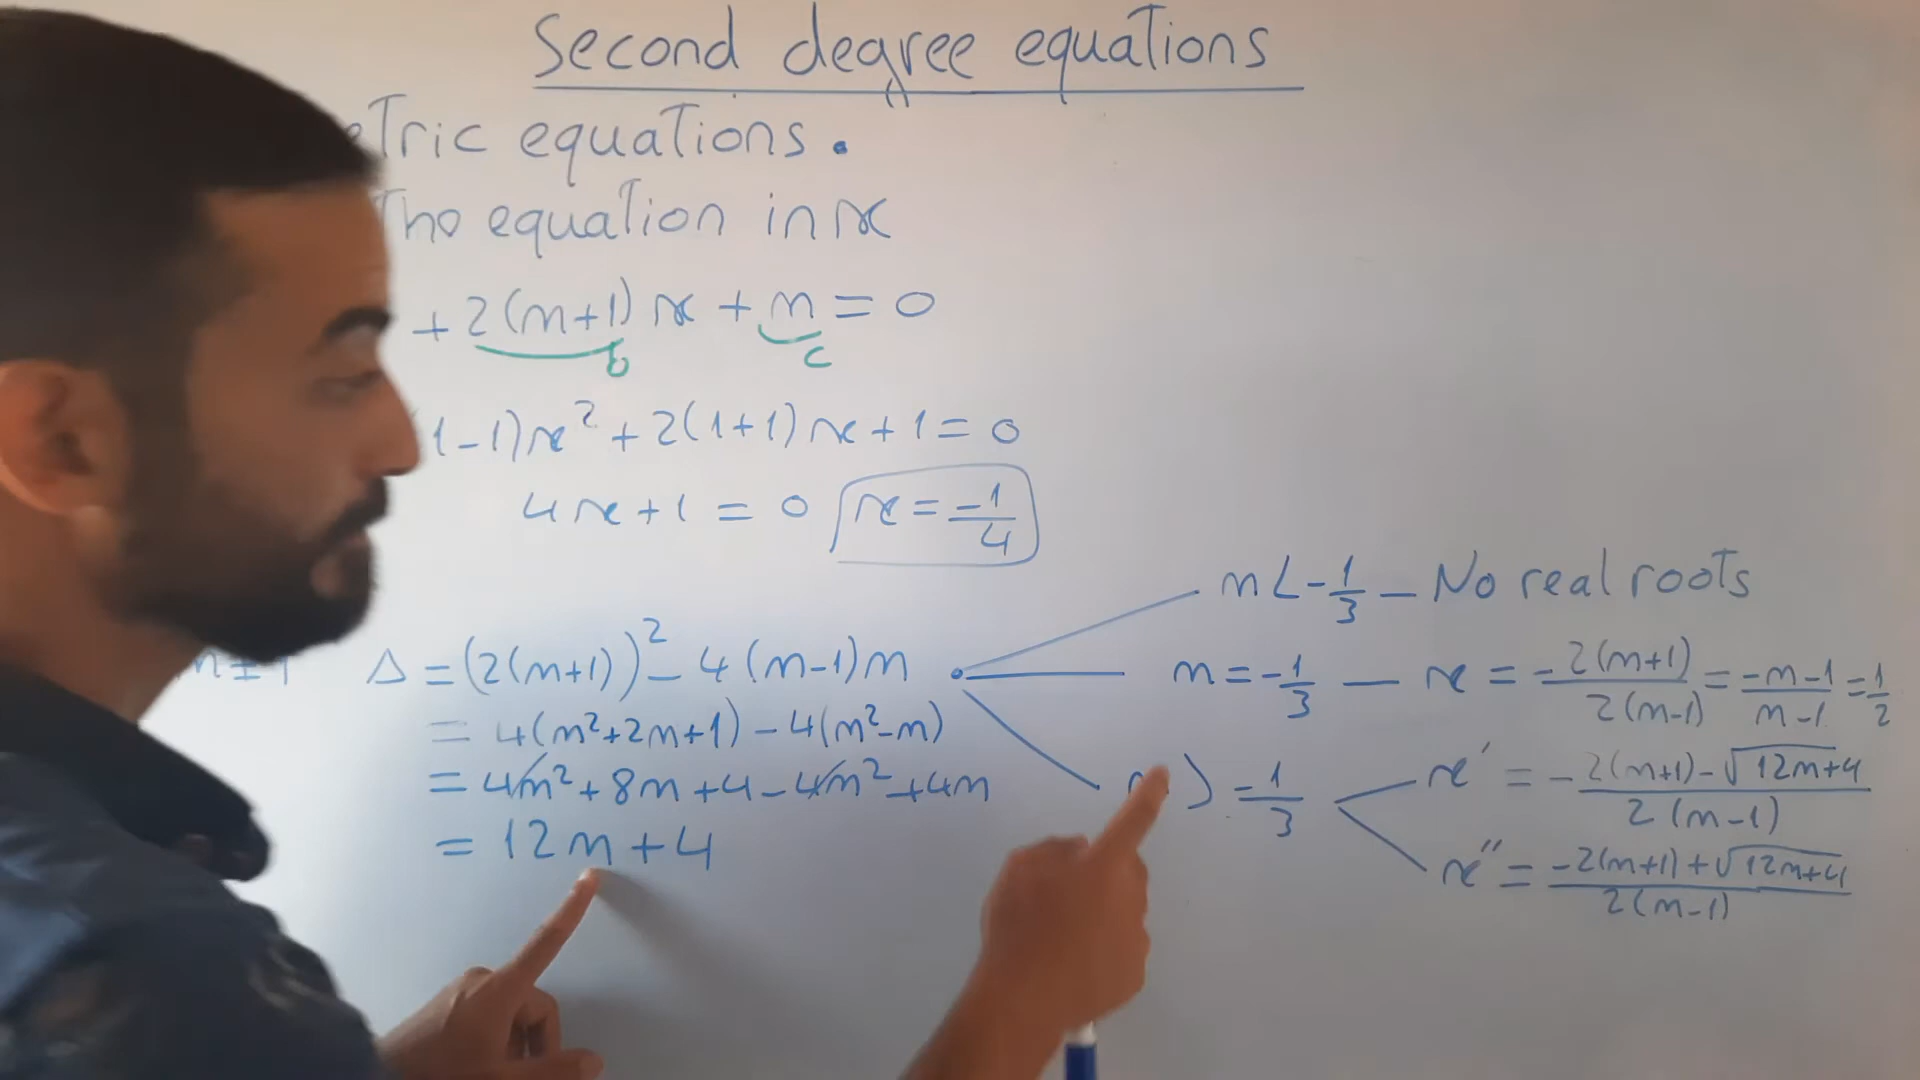 Second degree equations
etric equations.
The equation in x
+ 2(m+1)x + m = 0
b c
1-1)x² + 2(1+1)x + 1 = 0
4x + 1 = 0 x = -1/4
m < -1/3 — No real roots
Δ = (2(m+1))² - 4(m-1)m
m = -1/3 — x = -2(m+1)/2(m-1) = -m-1/m-1 = 1/2
= 4(m²+2m+1) - 4(m²-m)
= 4m² + 8m + 4 - 4m² + 4m
> -1/3
x' = -2(m+1)-√12m+4/2(m-1)
= 12m + 4
x'' = -2(m+1)+√12m+4/2(m-1)